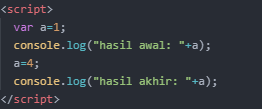 <script>
var a=1;
console.log("hasil awal: "+a);
a=4;
console.log("hasil akhir: "+a);
</script>